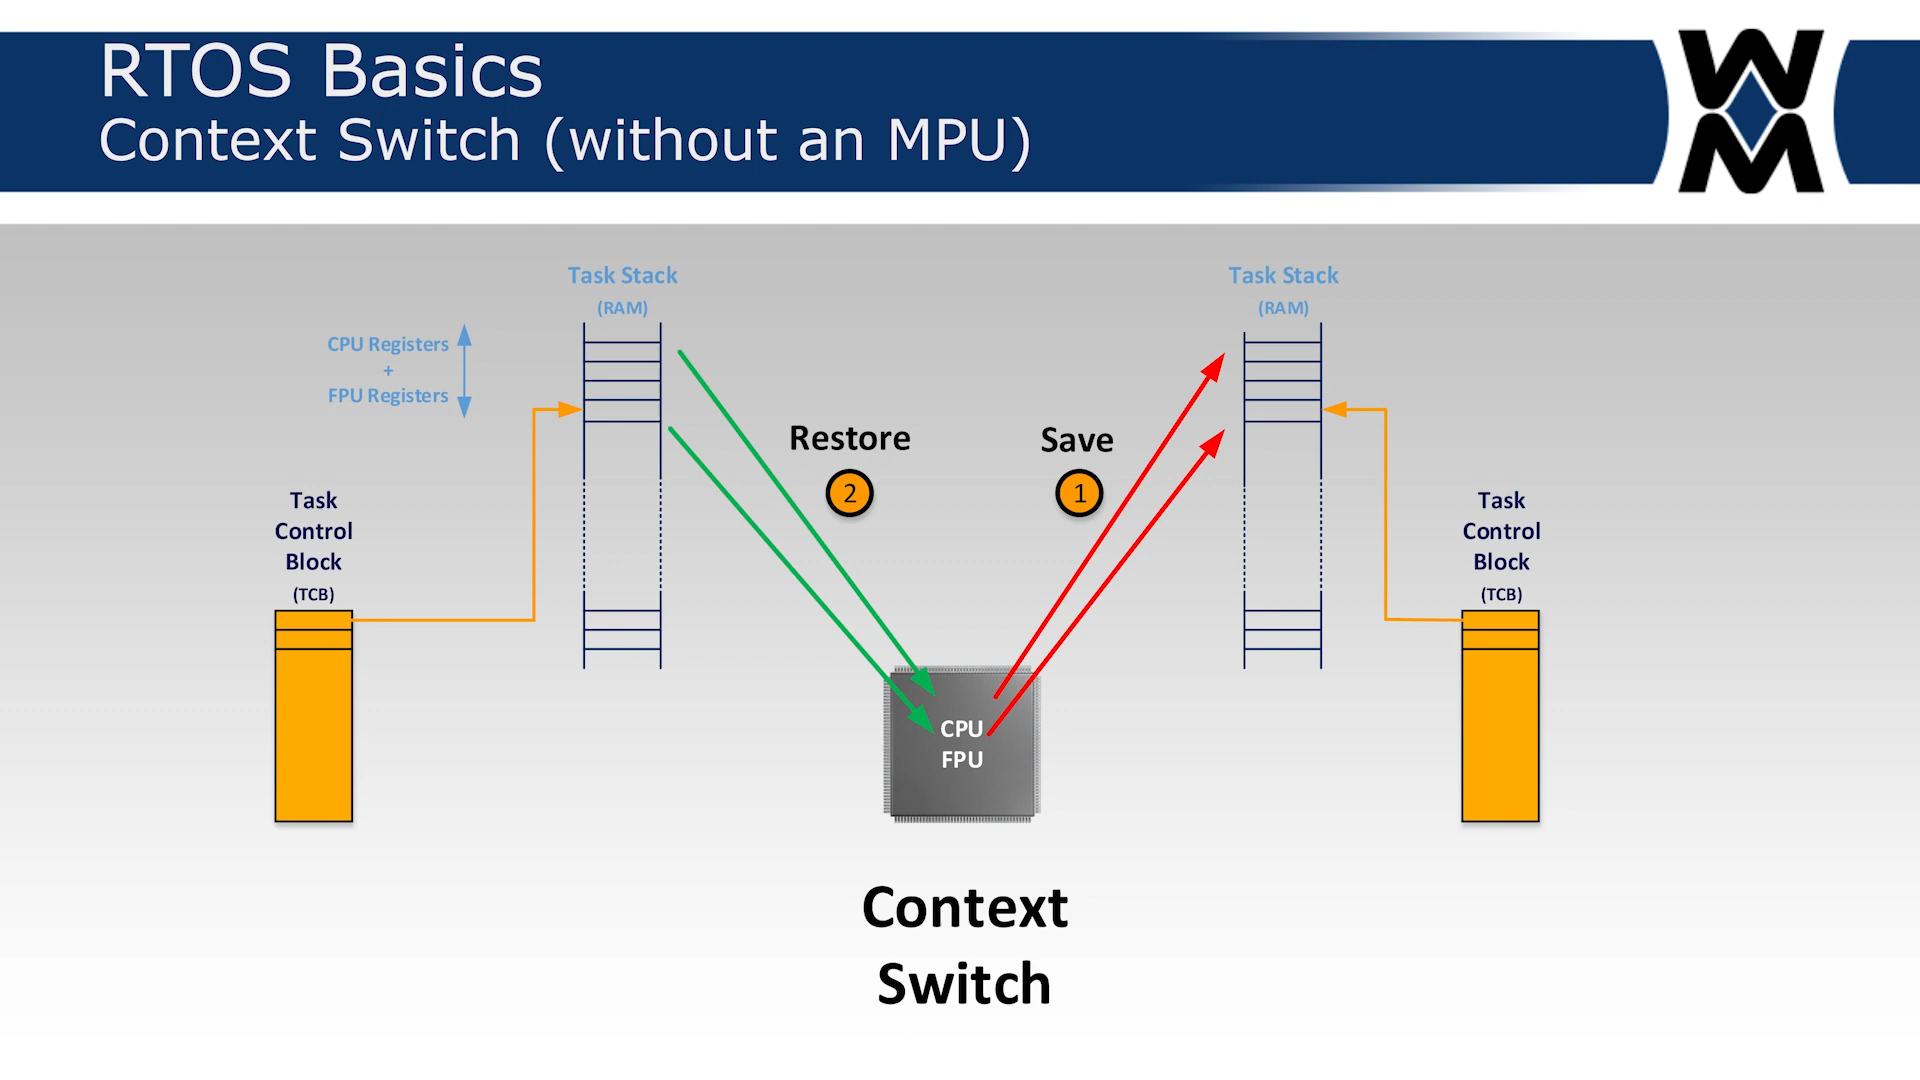 RTOS Basics
Context Switch (without an MPU)
WM
Task Stack
(RAM)
CPU Registers
+
FPU Registers
Task
Control
Block
(TCB)
Restore
2
Save
1
Task Stack
(RAM)
Task
Control
Block
(TCB)
CPU
FPU
Context
Switch